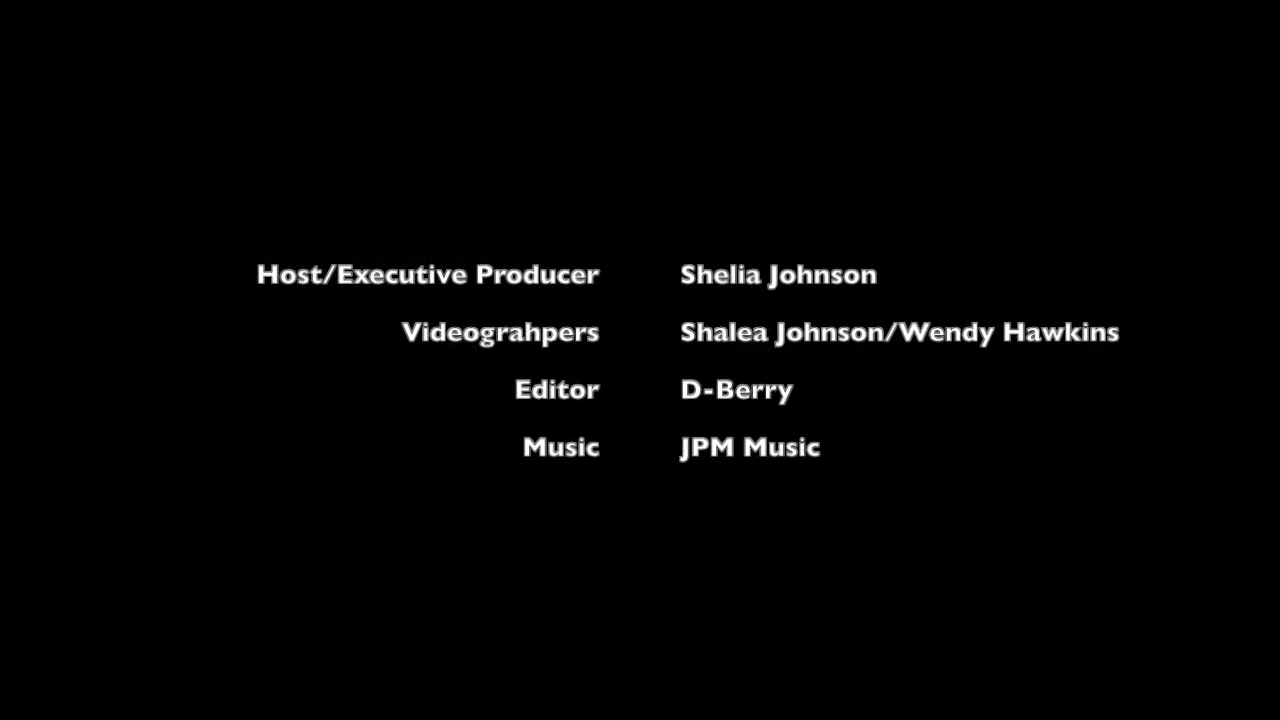 Host/Executive Producer Shelia Johnson
Videograhpers Shalea Johnson/Wendy Hawkins
Editor D-Berry
Music JPM Music